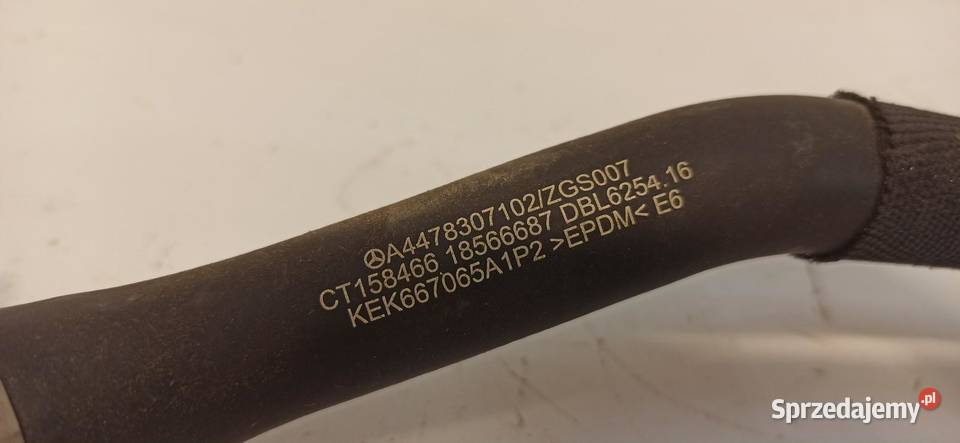 A4478307102/ZGS007
CT158466 18566687 DBL6254.16
KEK667065A1P2 >EPDM< E6
Sprzedajemy.pl